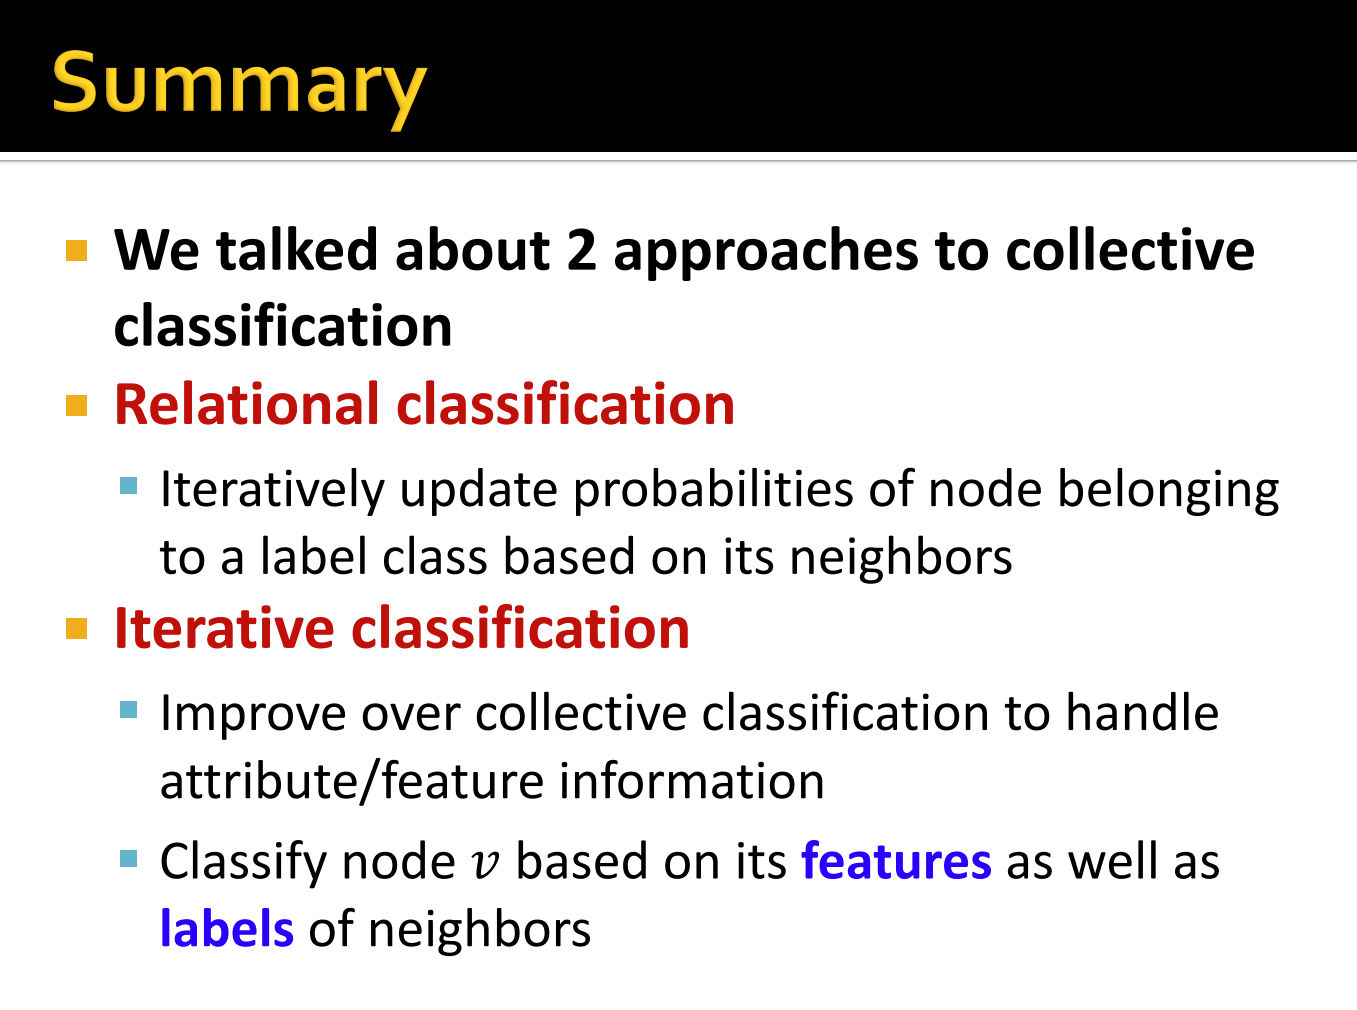 Summary
We talked about 2 approaches to collective
classification
Relational classification
Iteratively update probabilities of node belonging
to a label class based on its neighbors
Iterative classification
Improve over collective classification to handle
attribute/feature information
Classify node 𝑣 based on its features as well as
labels of neighbors